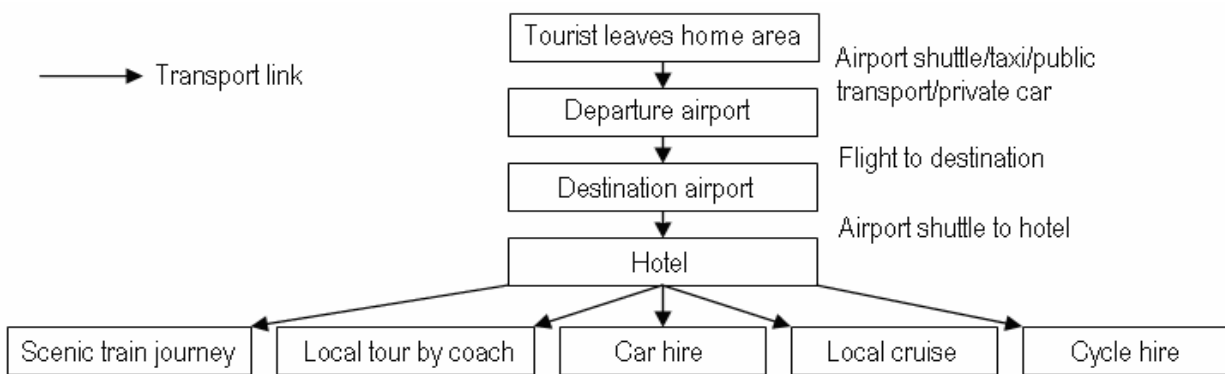 Tourist leaves home area
Transport link
Airport shuttle/taxi/public
transport/private car
Departure airport
Flight to destination
Destination airport
Airport shuttle to hotel
Hotel
Scenic train journey
Local tour by coach
Car hire
Local cruise
Cycle hire